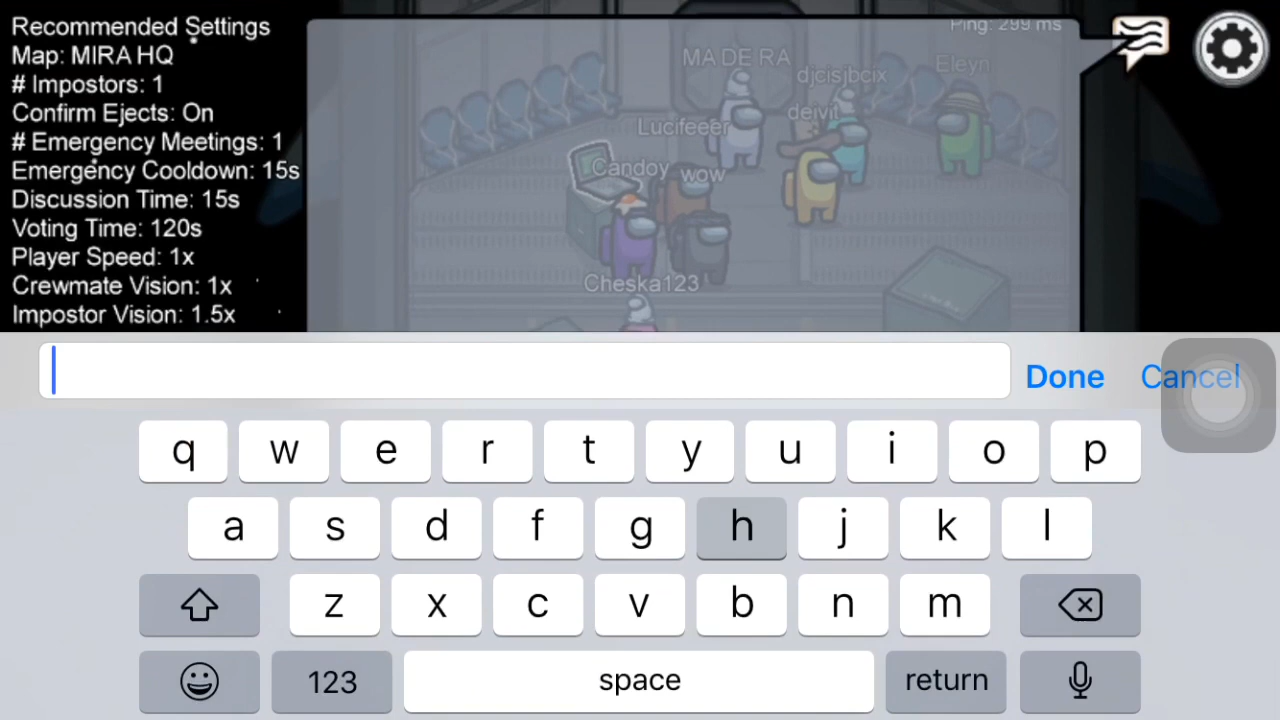 Recommended Settings
Map: MIRA HQ
# Impostors: 1
Confirm Ejects: On
# Emergency Meetings: 1
Emergency Cooldown: 15s
Discussion Time: 15s
Voting Time: 120s
Player Speed: 1x
Crewmate Vision: 1x
Impostor Vision: 1.5x
Ping: 299 ms
MA DE RA
djcisjbcix
Eleyn
deivit
Lucifeeer
Candoy
wow
Cheska123
Done Cancel
q w e r t y u i o p
a s d f g h j k l
z x c v b n m
123 space return